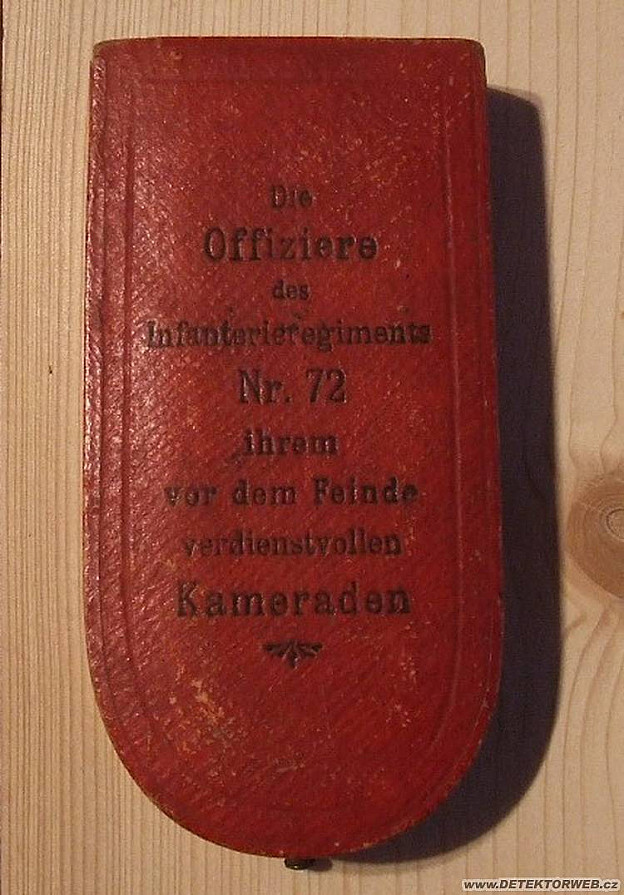 Die
Offiziere
des
Infanterieregiments
Nr. 72
ihrem
vor dem Feinde
verdienstvollen
Kameraden
www.DETEKTORWEB.cz